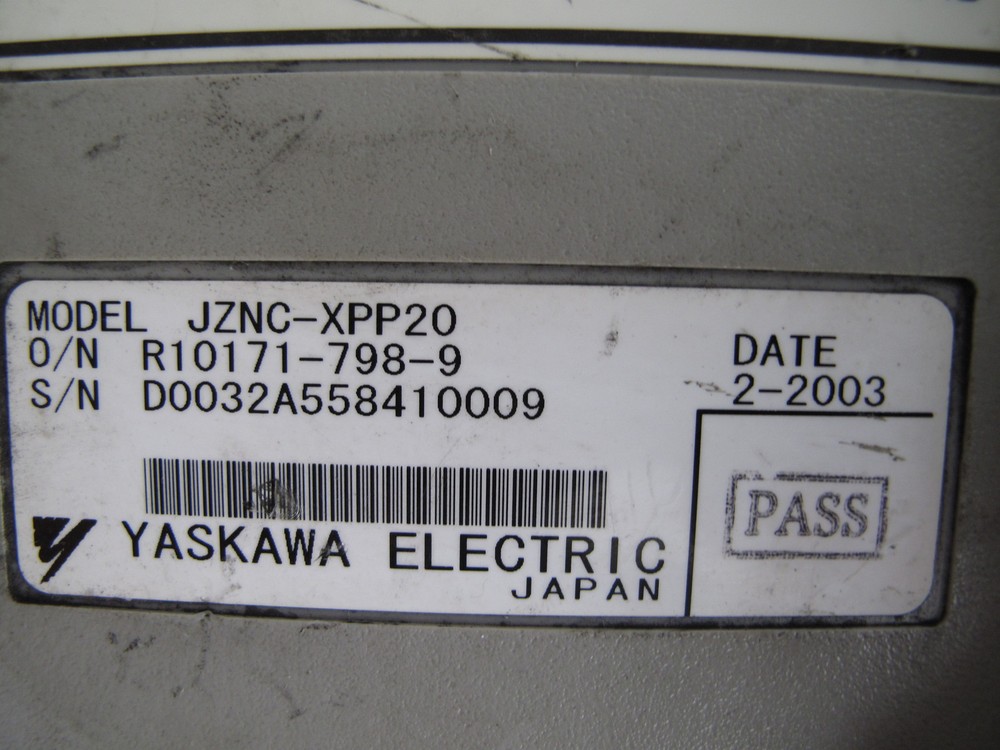 MODEL JZNC-XPP20
O/N R10171-798-9
S/N D0032A558410009
DATE
2-2003
PASS
YASKAWA ELECTRIC
JAPAN